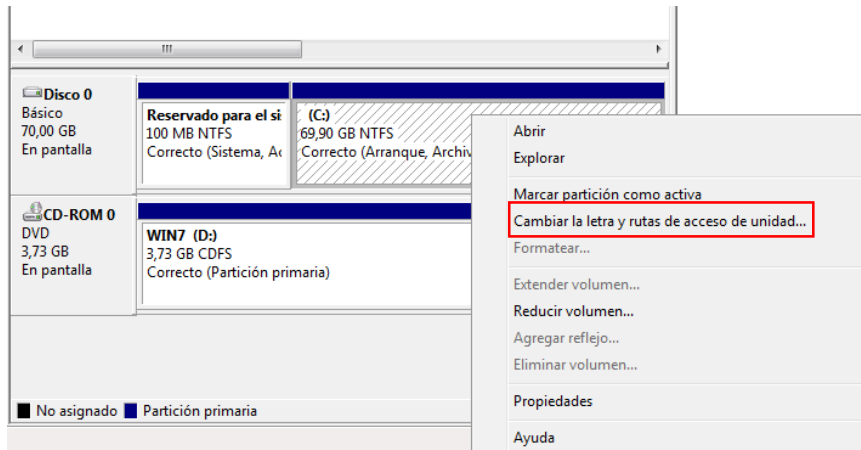 Disco 0
Básico
70,00 GB
En pantalla
Reservado para el si
100 MB NTFS
Correcto (Sistema, Ac
(C:)
69,90 GB NTFS
Correcto (Arranque, Archiv
CD-ROM 0
DVD
3,73 GB
En pantalla
WIN7 (D:)
3,73 GB CDFS
Correcto (Partición primaria)
No asignado Partición primaria
Abrir
Explorar
Marcar partición como activa
Cambiar la letra y rutas de acceso de unidad...
Formatear...
Extender volumen...
Reducir volumen...
Agregar reflejo...
Eliminar volumen...
Propiedades
Ayuda